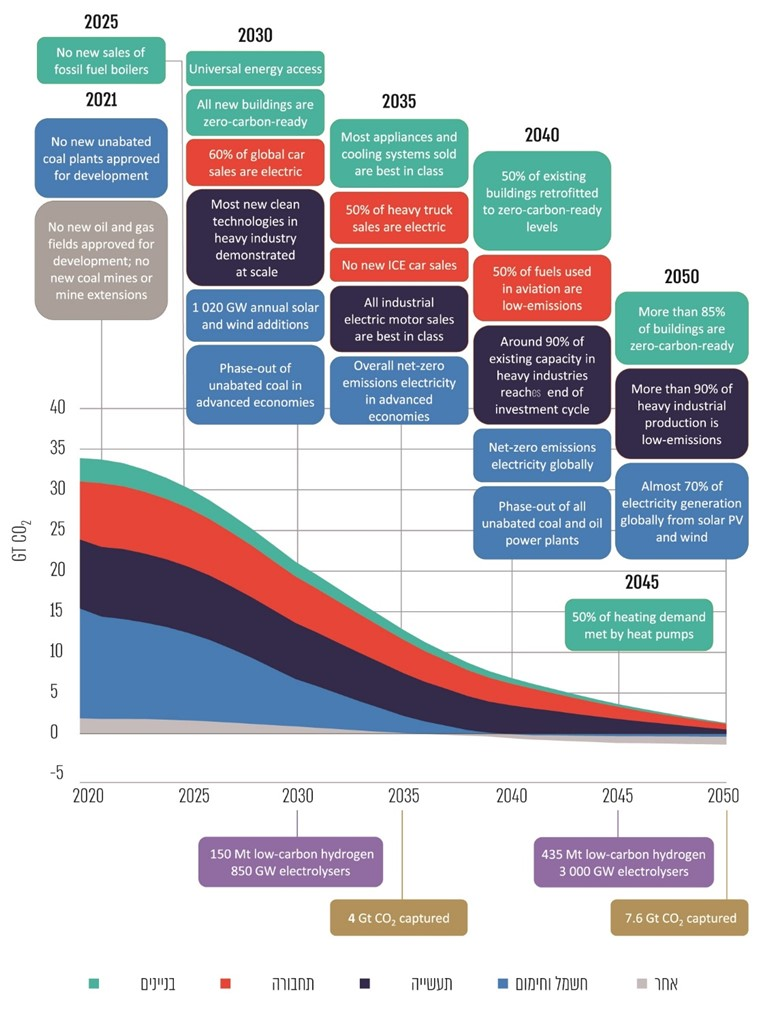 2025
No new sales of
fossil fuel boilers
2021
No new unabated
coal plants approved
for development
No new oil and gas
fields approved for
development; no
new coal mines or
mine extensions
2030
Universal energy access
All new buildings are
zero-carbon-ready
60% of global car
sales are electric
Most new clean
technologies in
heavy industry
demonstrated
at scale
1 020 GW annual solar
and wind additions
Phase-out of
unabated coal in
advanced economies
2035
Most appliances and
cooling systems sold
are best in class
50% of heavy truck
sales are electric
No new ICE car sales
All industrial
electric motor sales
are best in class
Overall net-zero
emissions electricity
in advanced
economies
2040
50% of existing
buildings retrofitted
to zero-carbon-ready
levels
50% of fuels used
in aviation are
low-emissions
Around 90% of
existing capacity in
heavy industries
reaches end of
investment cycle
Net-zero emissions
electricity globally
Phase-out of all
unabated coal and oil
power plants
2050
More than 85%
of buildings are
zero-carbon-ready
More than 90% of
heavy industrial
production is
low-emissions
Almost 70% of
electricity generation
globally from solar PV
and wind
2045
50% of heating demand
met by heat pumps
GT CO₂
40
35
30
25
20
15
10
5
0
-5
2020 2025 2030 2035 2040 2045 2050
150 Mt low-carbon hydrogen
850 GW electrolysers
435 Mt low-carbon hydrogen
3 000 GW electrolysers
4 Gt CO₂ captured
7.6 Gt CO₂ captured
בניינים
תחבורה
תעשייה
חשמל וחימום
אחר